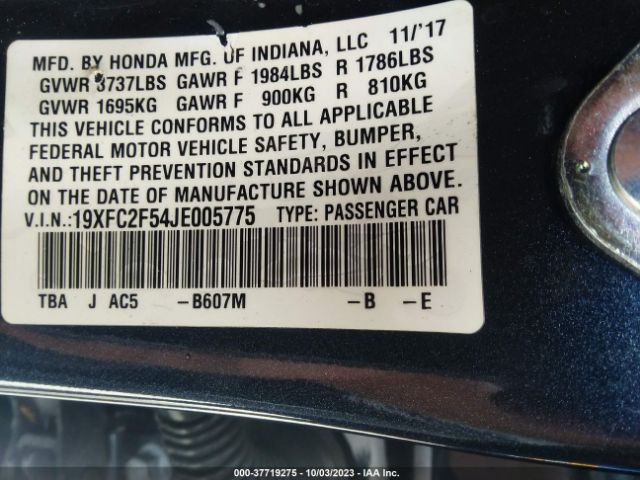 MFD. BY HONDA MFG. OF INDIANA, LLC 11/'17
GVWR 3737LBS GAWR F 1984LBS R 1786LBS
GVWR 1695KG GAWR F 900KG R 810KG
THIS VEHICLE CONFORMS TO ALL APPLICABLE
FEDERAL MOTOR VEHICLE SAFETY, BUMPER,
AND THEFT PREVENTION STANDARDS IN EFFECT
ON THE DATE OF MANUFACTURE SHOWN ABOVE.
V.I.N.:19XFC2F54JE005775 TYPE: PASSENGER CAR
TBA J AC5 -B607M -B -E
000-37719275 - 10/03/2023 - IAA Inc.